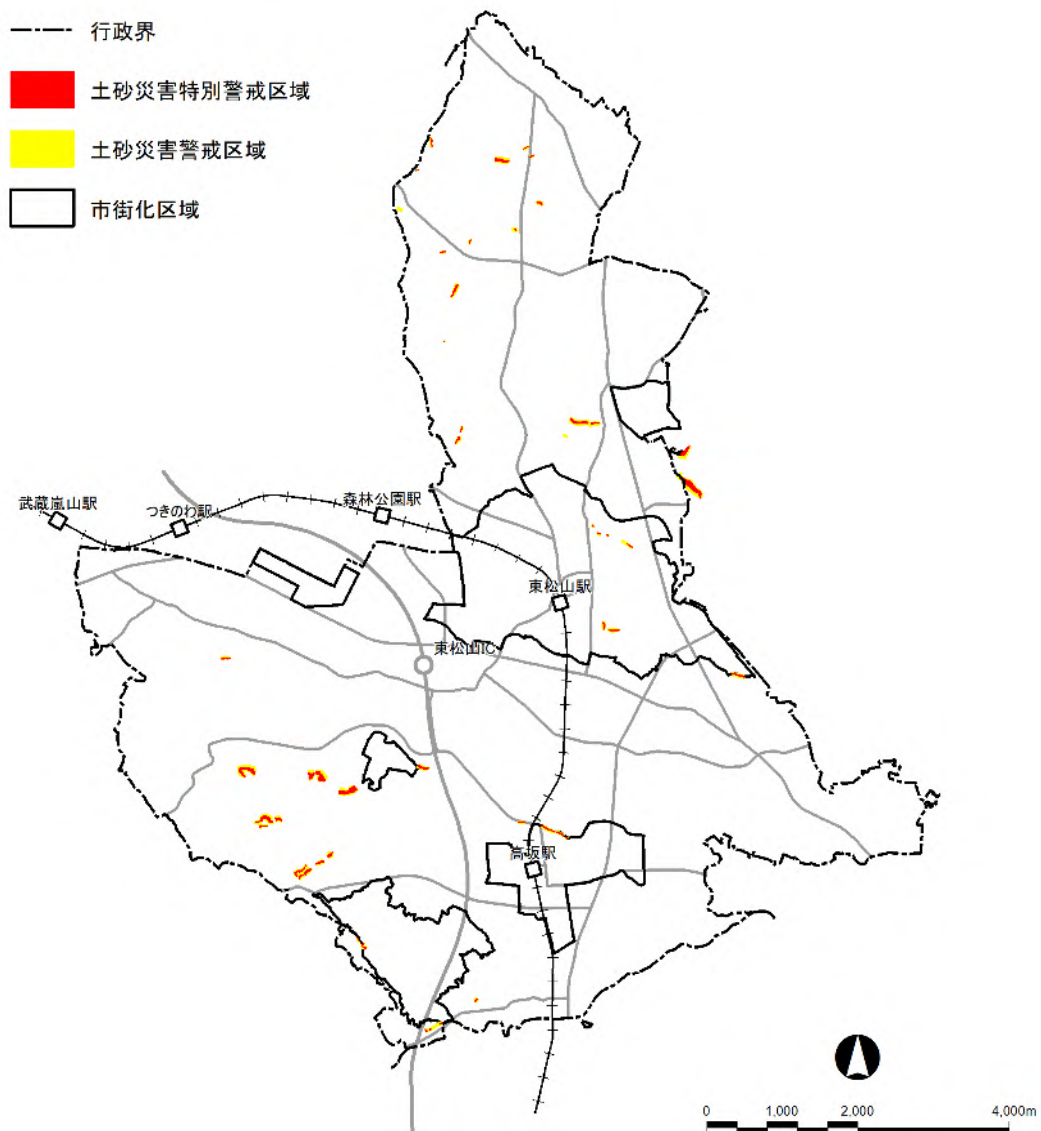 行政界
土砂災害特別警戒区域
土砂災害警戒区域
市街化区域
武蔵嵐山駅
つきのわ駅
森林公園駅
東松山駅
東松山IC
高坂駅
0 1,000 2,000 4,000m